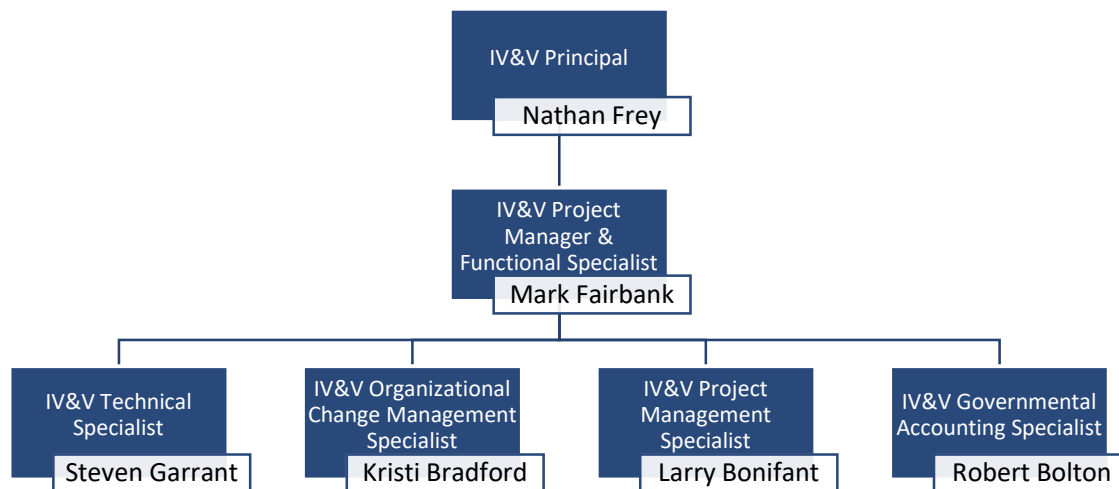 IV&V Principal
Nathan Frey
IV&V Project
Manager &
Functional Specialist
Mark Fairbank
IV&V Technical
Specialist
Steven Garrant
IV&V Organizational
Change Management
Specialist
Kristi Bradford
IV&V Project
Management
Specialist
Larry Bonifant
IV&V Governmental
Accounting Specialist
Robert Bolton